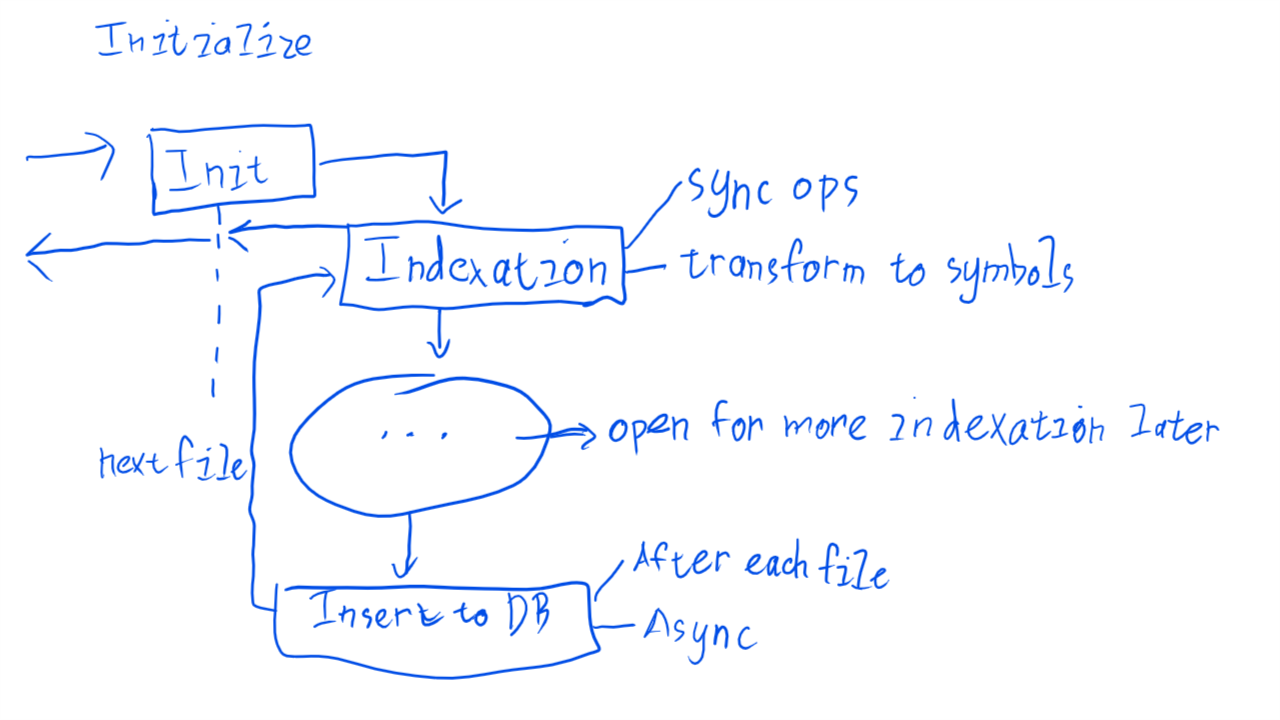 Initialize
Init
sync ops
Indexation
transform to symbols
...
open for more indexation later
next file
After each file
Insert to DB
Async